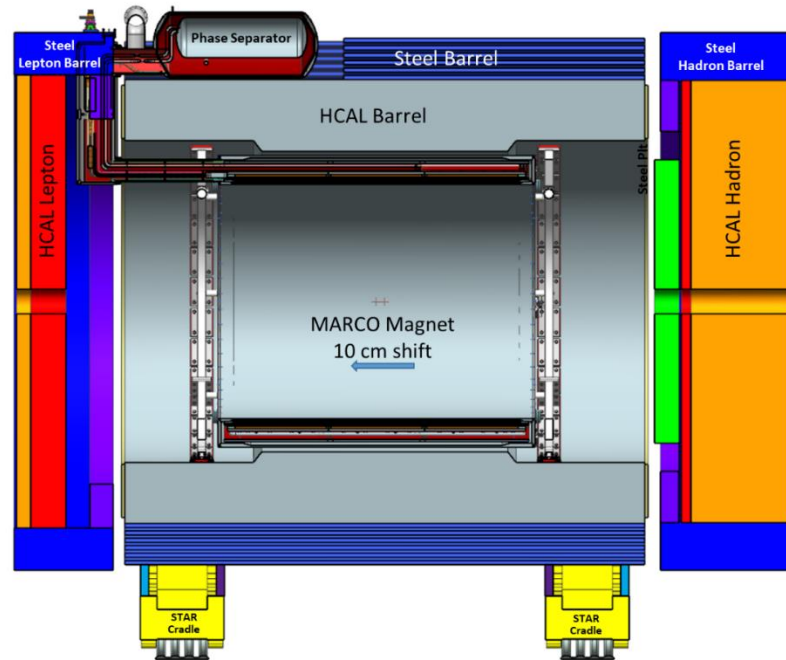 Phase Separator
Steel
Lepton Barrel
Steel Barrel
Steel
Hadron Barrel
HCAL Barrel
HCAL Lepton
Steel Plt
HCAL Hadron
MARCO Magnet
10 cm shift
STAR
Cradle
STAR
Cradle